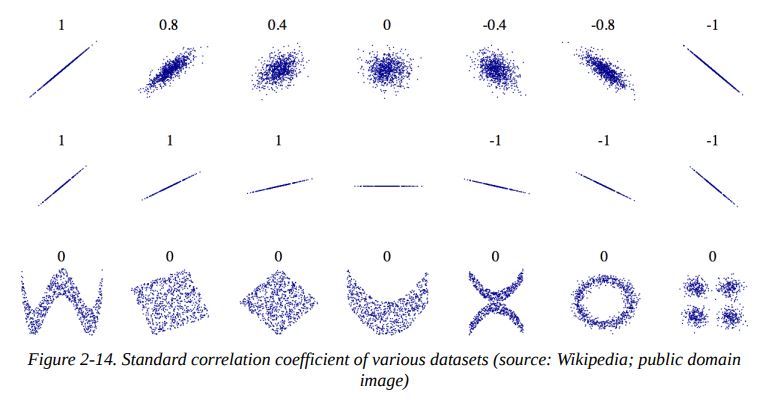 1 0.8 0.4 0 -0.4 -0.8 -1
1 1 1 -1 -1 -1
0 0 0 0 0 0 0
Figure 2-14. Standard correlation coefficient of various datasets (source: Wikipedia; public domain
image)